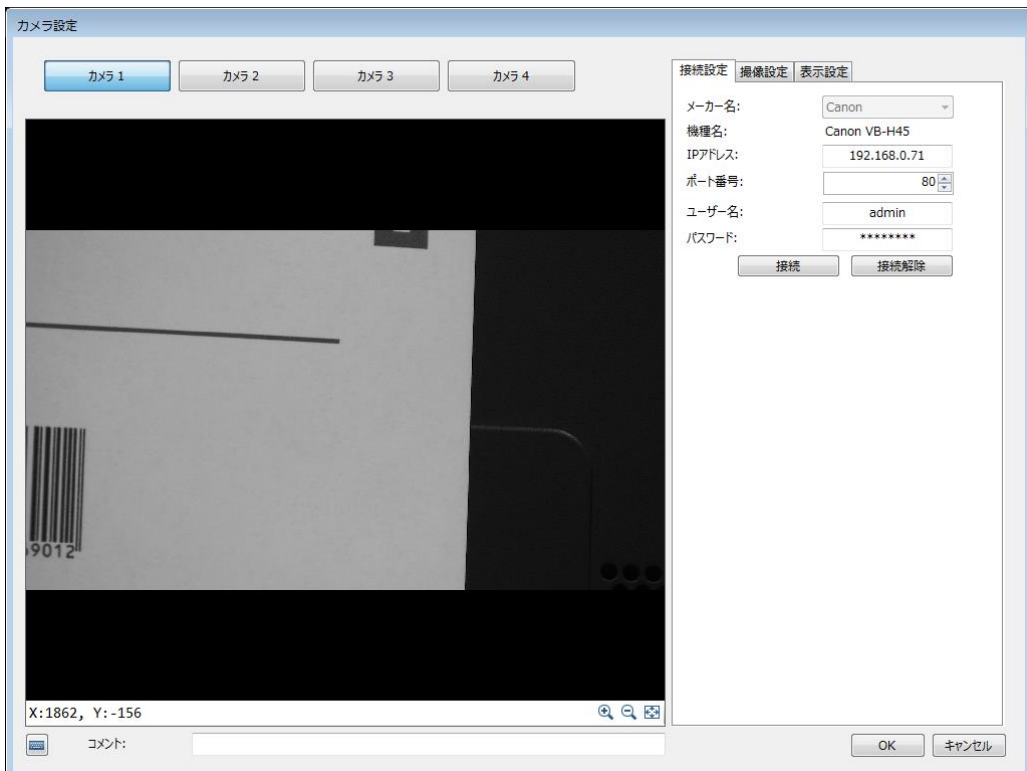 カメラ設定
カメラ 1 カメラ 2 カメラ 3 カメラ 4
接続設定 撮像設定 表示設定
メーカー名: Canon
機種名: Canon VB-H45
IPアドレス: 192.168.0.71
ポート番号: 80
ユーザー名: admin
パスワード: ********
接続 接続解除
9012
X:1862, Y:-156
コメント:
OK キャンセル